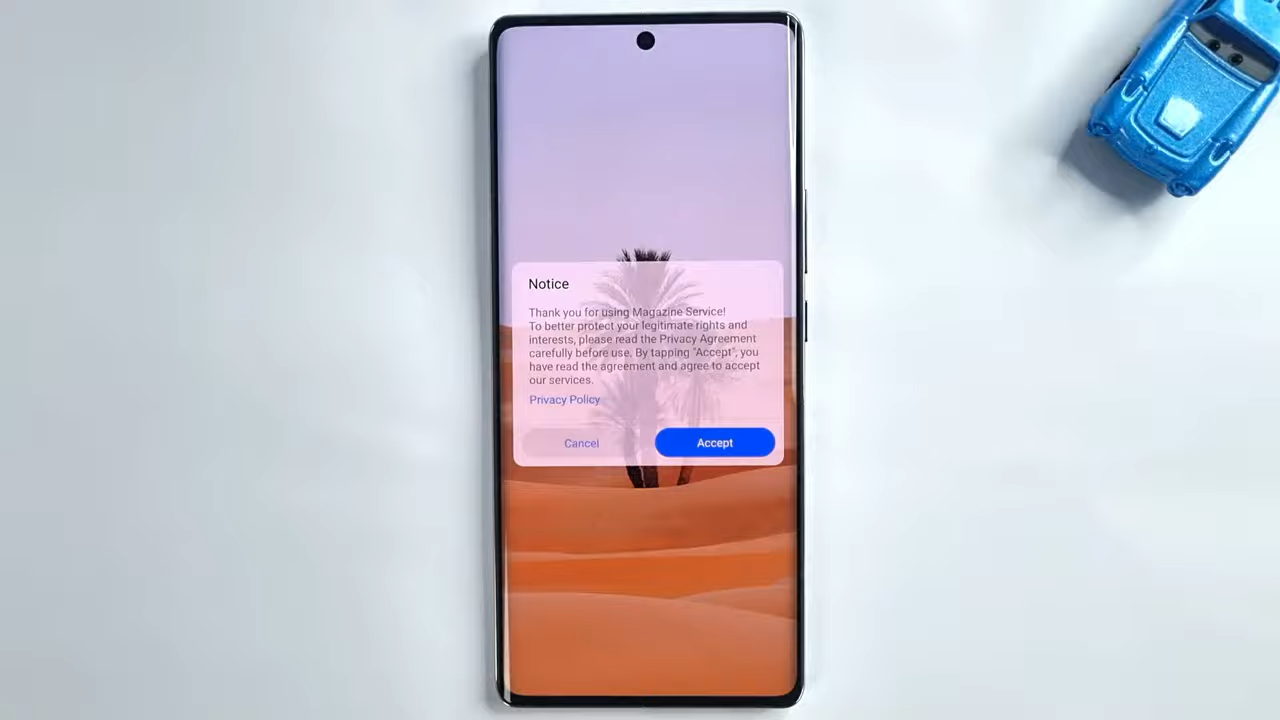 Notice
Thank you for using Magazine Service!
To better protect your legitimate rights and
interests, please read the Privacy Agreement
carefully before use. By tapping "Accept", you
have read the agreement and agree to accept
our services.
Privacy Policy
Cancel
Accept